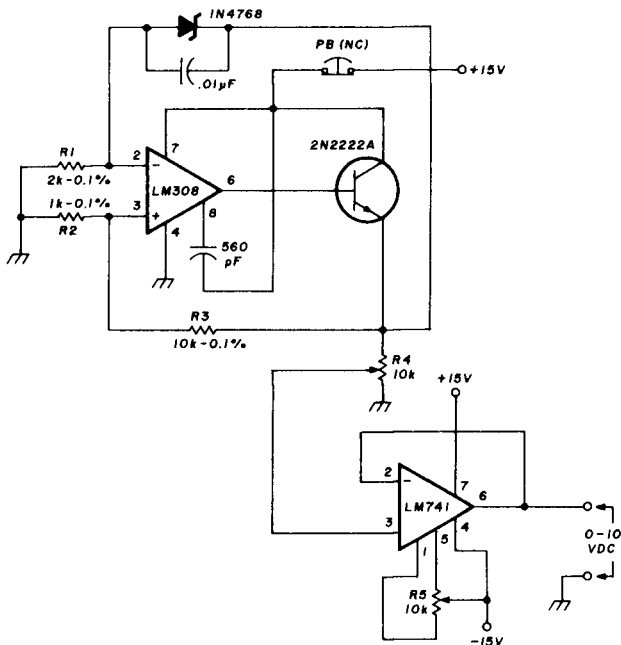 1N4768
.01µF
PB (NC)
+15V
2N2222A
R1
2k-0.1%
1k-0.1%
R2
2
3
-
+
7
LM308
6
8
4
560
pF
R3
10k-0.1%
R4
10k
+15V
2
-
3
LM741
7
6
4
5
1
R5
10k
-15V
0-10
VDC